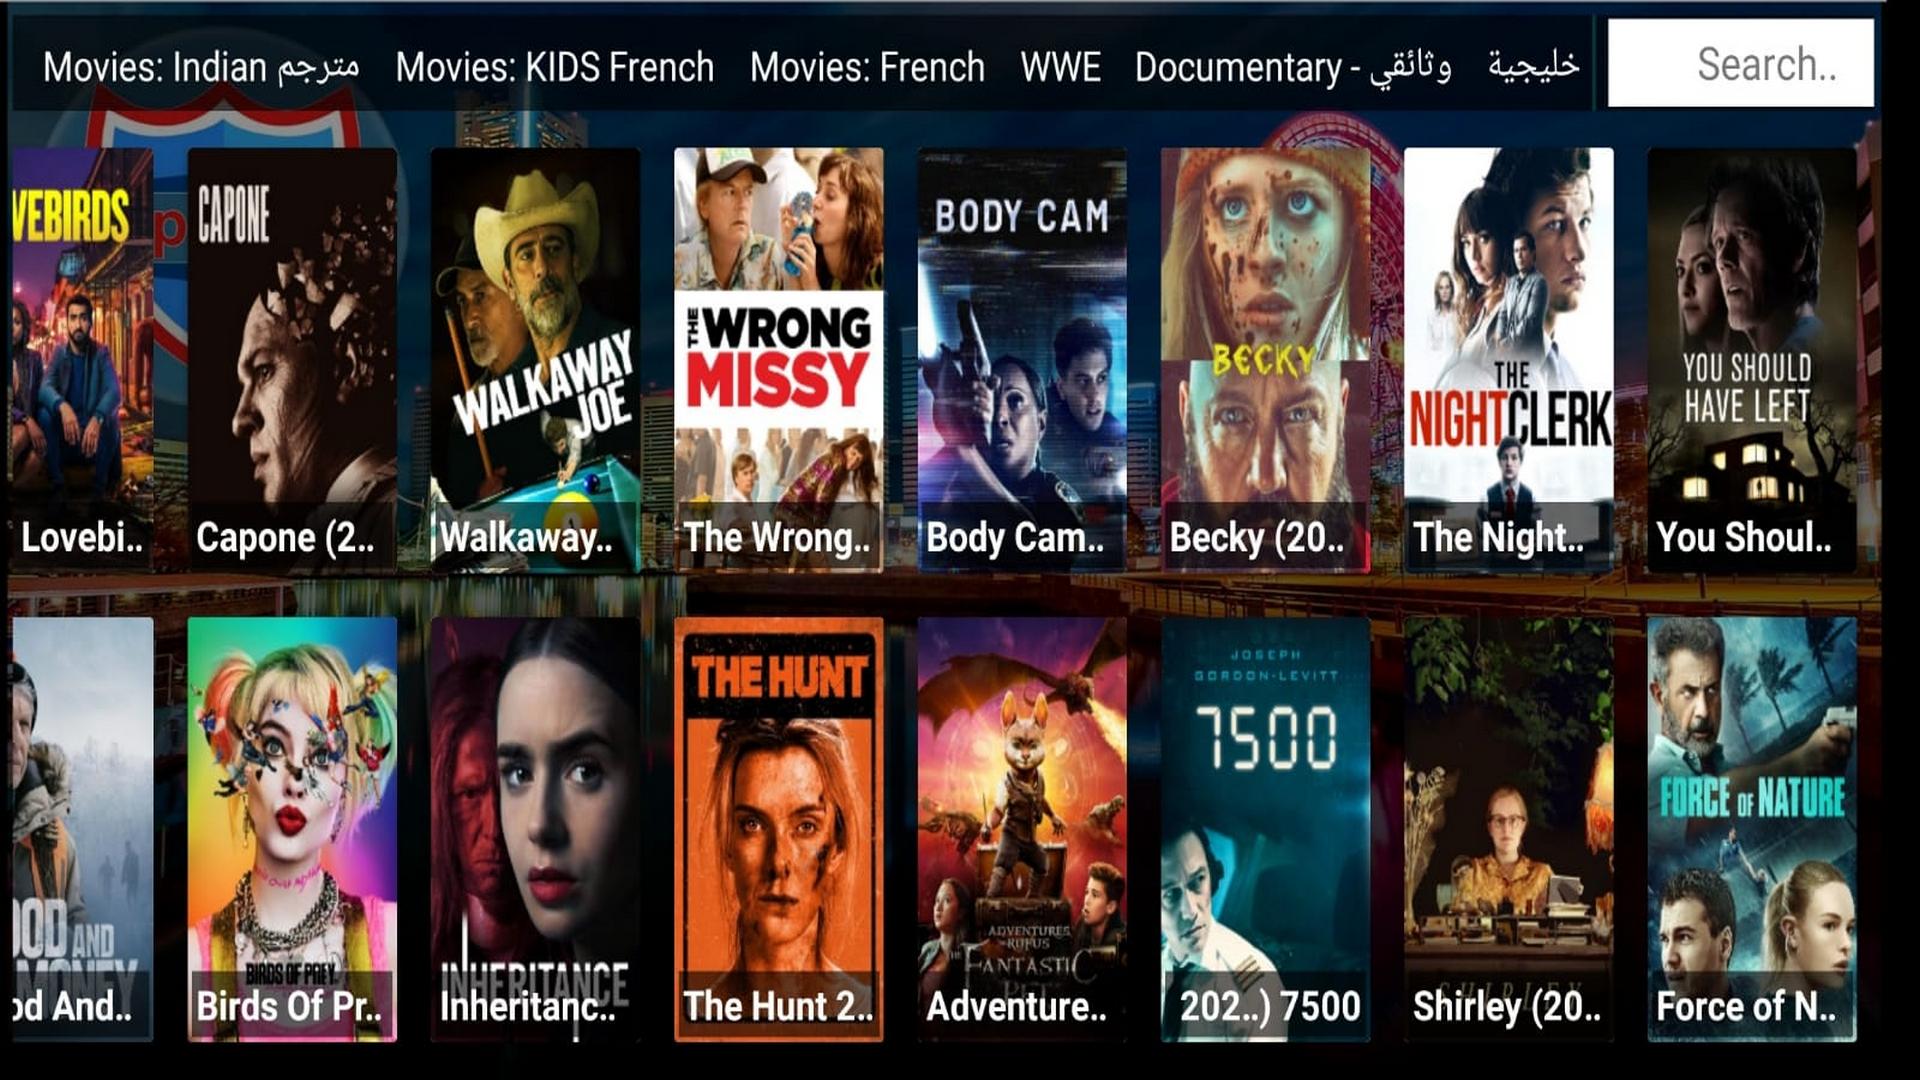 Movies: Indian مترجم
Movies: KIDS French
Movies: French
WWE
Documentary - وثائقي
خليجية
Search..
VEBIRDS
Lovebi..
p
CAPONE
Capone (2..
WALKAWAY
JOE
Walkaway..
THE WRONG
MISSY
The Wrong..
BODY CAM
Body Cam..
BECKY
Becky (20..
THE
NIGHTCLERK
The Night..
YOU SHOULD
HAVE LEFT
You Shoul..
OOD AND
MONEY
od And..
BIRDS OF PREY
Birds Of Pr..
INHERITANCE
Inheritanc..
THE HUNT
The Hunt 2..
ADVENTURES
OF RUFUS
THE FANTASTIC
PET
Adventure..
JOSEPH
GORDON-LEVITT
7500
202..) 7500
SHIRLEY
Shirley (20..
FORCE OF NATURE
Force of N..